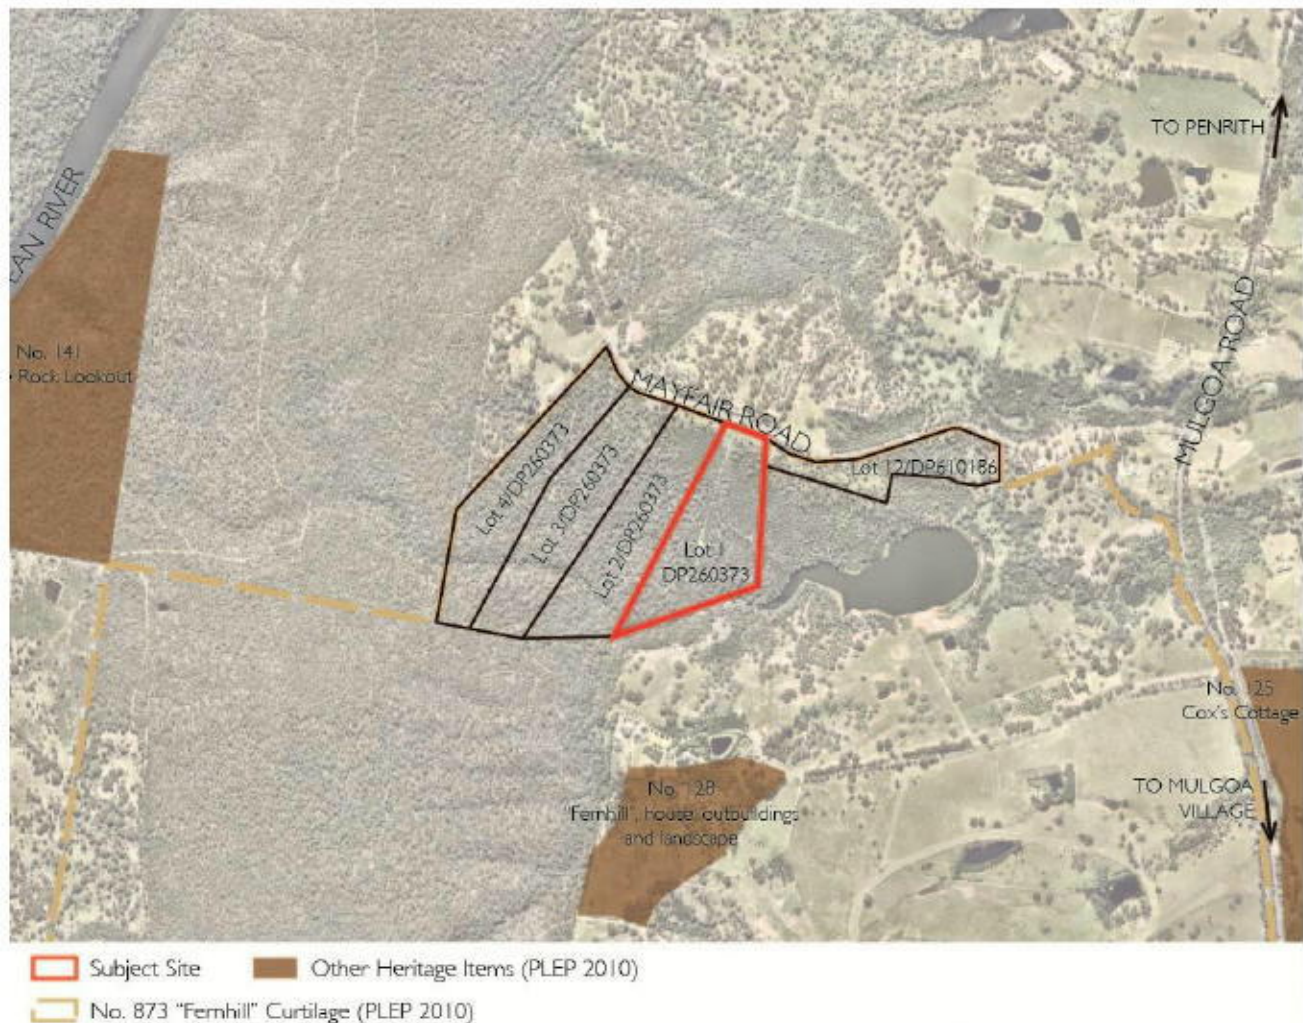 TO PENRITH
EAN RIVER
MULGOA ROAD
No. 141
Rock Lookout
MAYFAIR ROAD
Lot 4/DP260373
Lot 3/DP260373
Lot 2/DP260373
Lot 1
DP260373
Lot 12/DP610186
No. 125
Cox's Cottage
TO MULGOA
VILLAGE
No. 128
"Fernhill", house, outbuildings
and landscape
Subject Site
Other Heritage Items (PLEP 2010)
No. 873 "Fernhill" Curtilage (PLEP 2010)